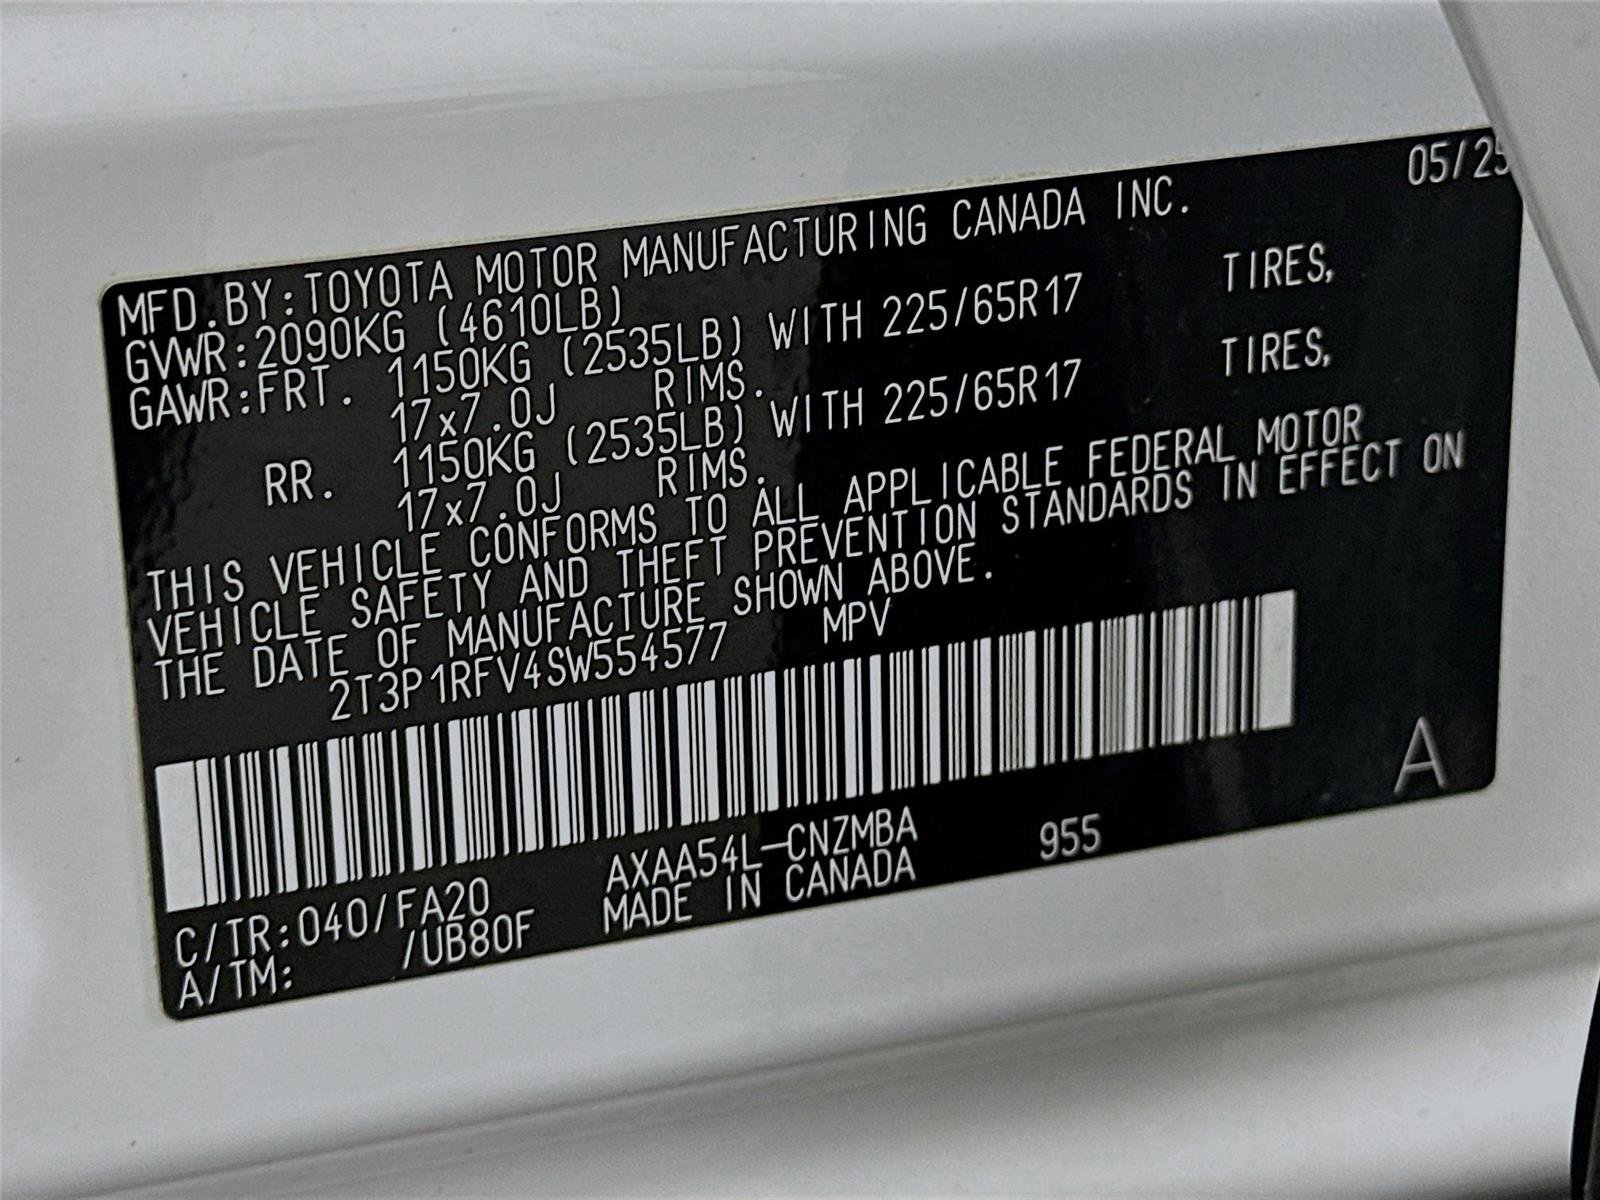 05/25
MFD.BY:TOYOTA MOTOR MANUFACTURING CANADA INC.
GVWR:2090KG (4610LB)
GAWR:FRT. 1150KG (2535LB) WITH 225/65R17 TIRES,
17x7.0J RIMS.
RR. 1150KG (2535LB) WITH 225/65R17 TIRES,
17x7.0J RIMS.
THIS VEHICLE CONFORMS TO ALL APPLICABLE FEDERAL MOTOR
VEHICLE SAFETY AND THEFT PREVENTION STANDARDS IN EFFECT ON
THE DATE OF MANUFACTURE SHOWN ABOVE.
2T3P1RFV4SW554577 MPV
AXAA54L-CNZMBA 955 A
C/TR:040/FA20 MADE IN CANADA
A/TM: /UB80F